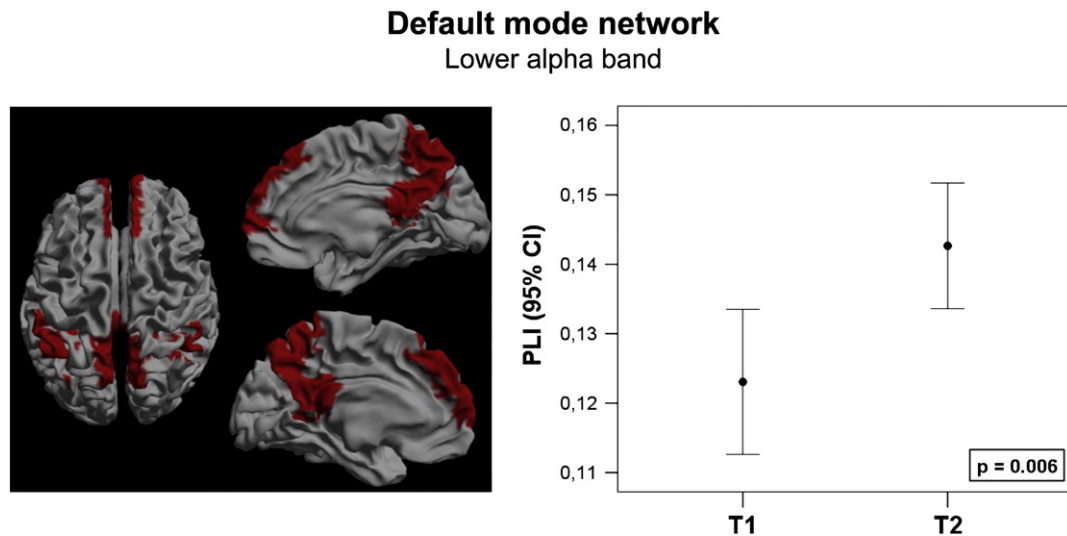 Default mode network
Lower alpha band
PLI (95% CI)
0,16
0,15
0,14
0,13
0,12
0,11
p = 0.006
T1
T2